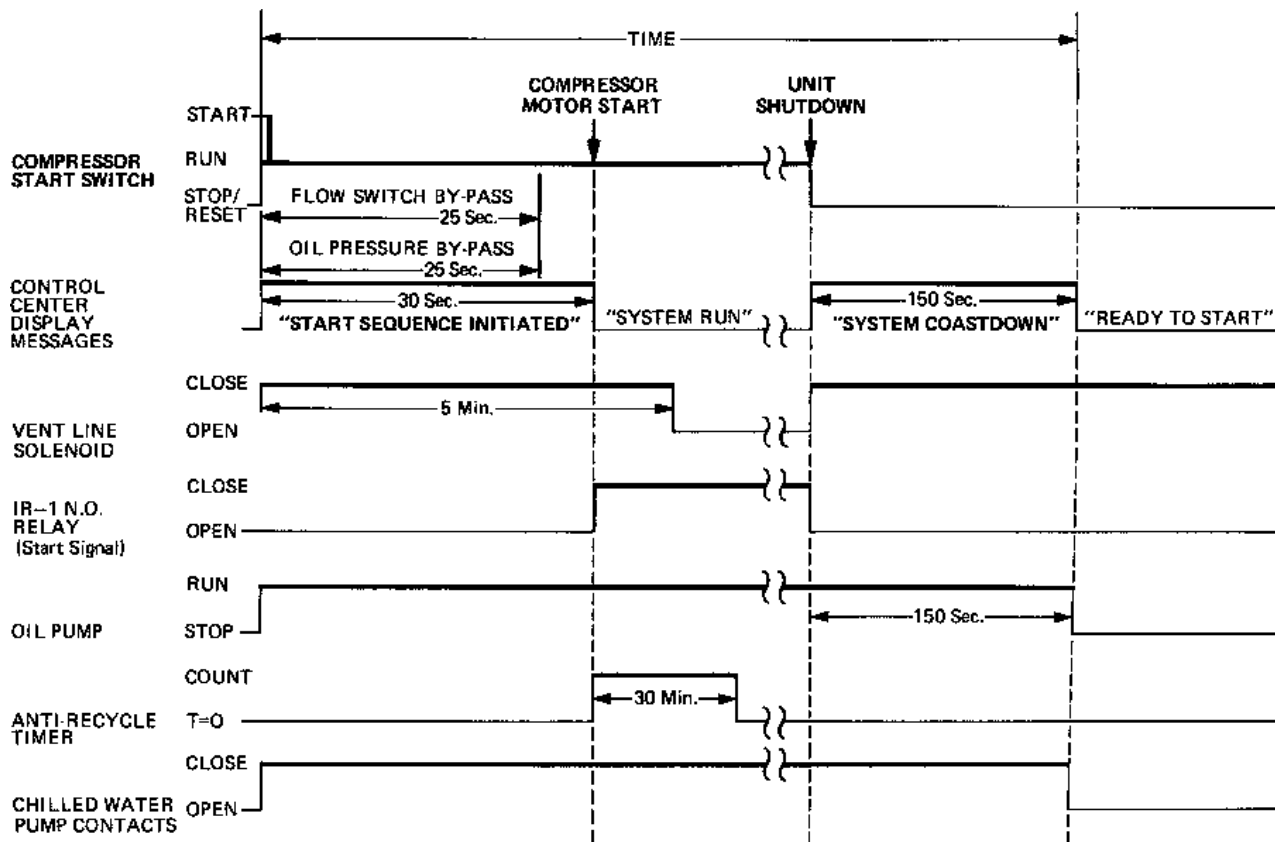 TIME
COMPRESSOR
MOTOR START
UNIT
SHUTDOWN
COMPRESSOR
START SWITCH
START
RUN
STOP/
RESET
FLOW SWITCH BY-PASS
25 Sec.
OIL PRESSURE BY-PASS
25 Sec.
CONTROL
CENTER
DISPLAY
MESSAGES
30 Sec.
"START SEQUENCE INITIATED"
"SYSTEM RUN"
150 Sec.
"SYSTEM COASTDOWN"
"READY TO START"
VENT LINE
SOLENOID
CLOSE
5 Min.
OPEN
IR-1 N.O.
RELAY
(Start Signal)
CLOSE
OPEN
OIL PUMP
RUN
STOP
150 Sec.
ANTI-RECYCLE
TIMER
COUNT
30 Min.
T=0
CHILLED WATER
PUMP CONTACTS
CLOSE
OPEN